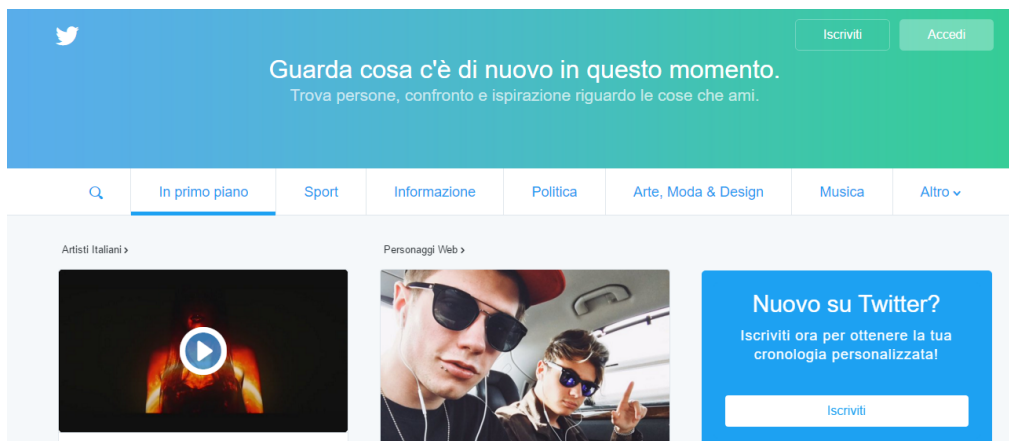 Iscriviti
Accedi
Guarda cosa c'è di nuovo in questo momento.
Trova persone, confronto e ispirazione riguardo le cose che ami.
In primo piano
Sport
Informazione
Politica
Arte, Moda & Design
Musica
Altro
Artisti Italiani
Personaggi Web
Nuovo su Twitter?
Iscriviti ora per ottenere la tua
cronologia personalizzata!
Iscriviti